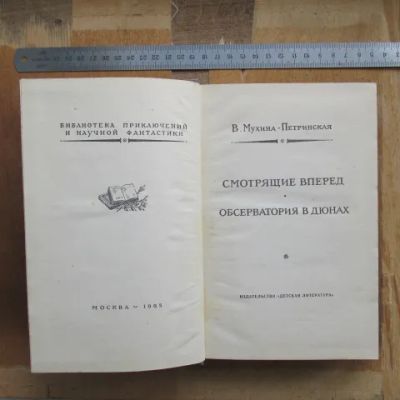 БИБЛИОТЕКА ПРИКЛЮЧЕНИЙ
И НАУЧНОЙ ФАНТАСТИКИ
МОСКВА — 1965
В. МУХИНА-ПЕТРИНСКАЯ
СМОТРЯЩИЕ ВПЕРЕД
ОБСЕРВАТОРИЯ В ДЮНАХ
ИЗДАТЕЛЬСТВО «ДЕТСКАЯ ЛИТЕРАТУРА»